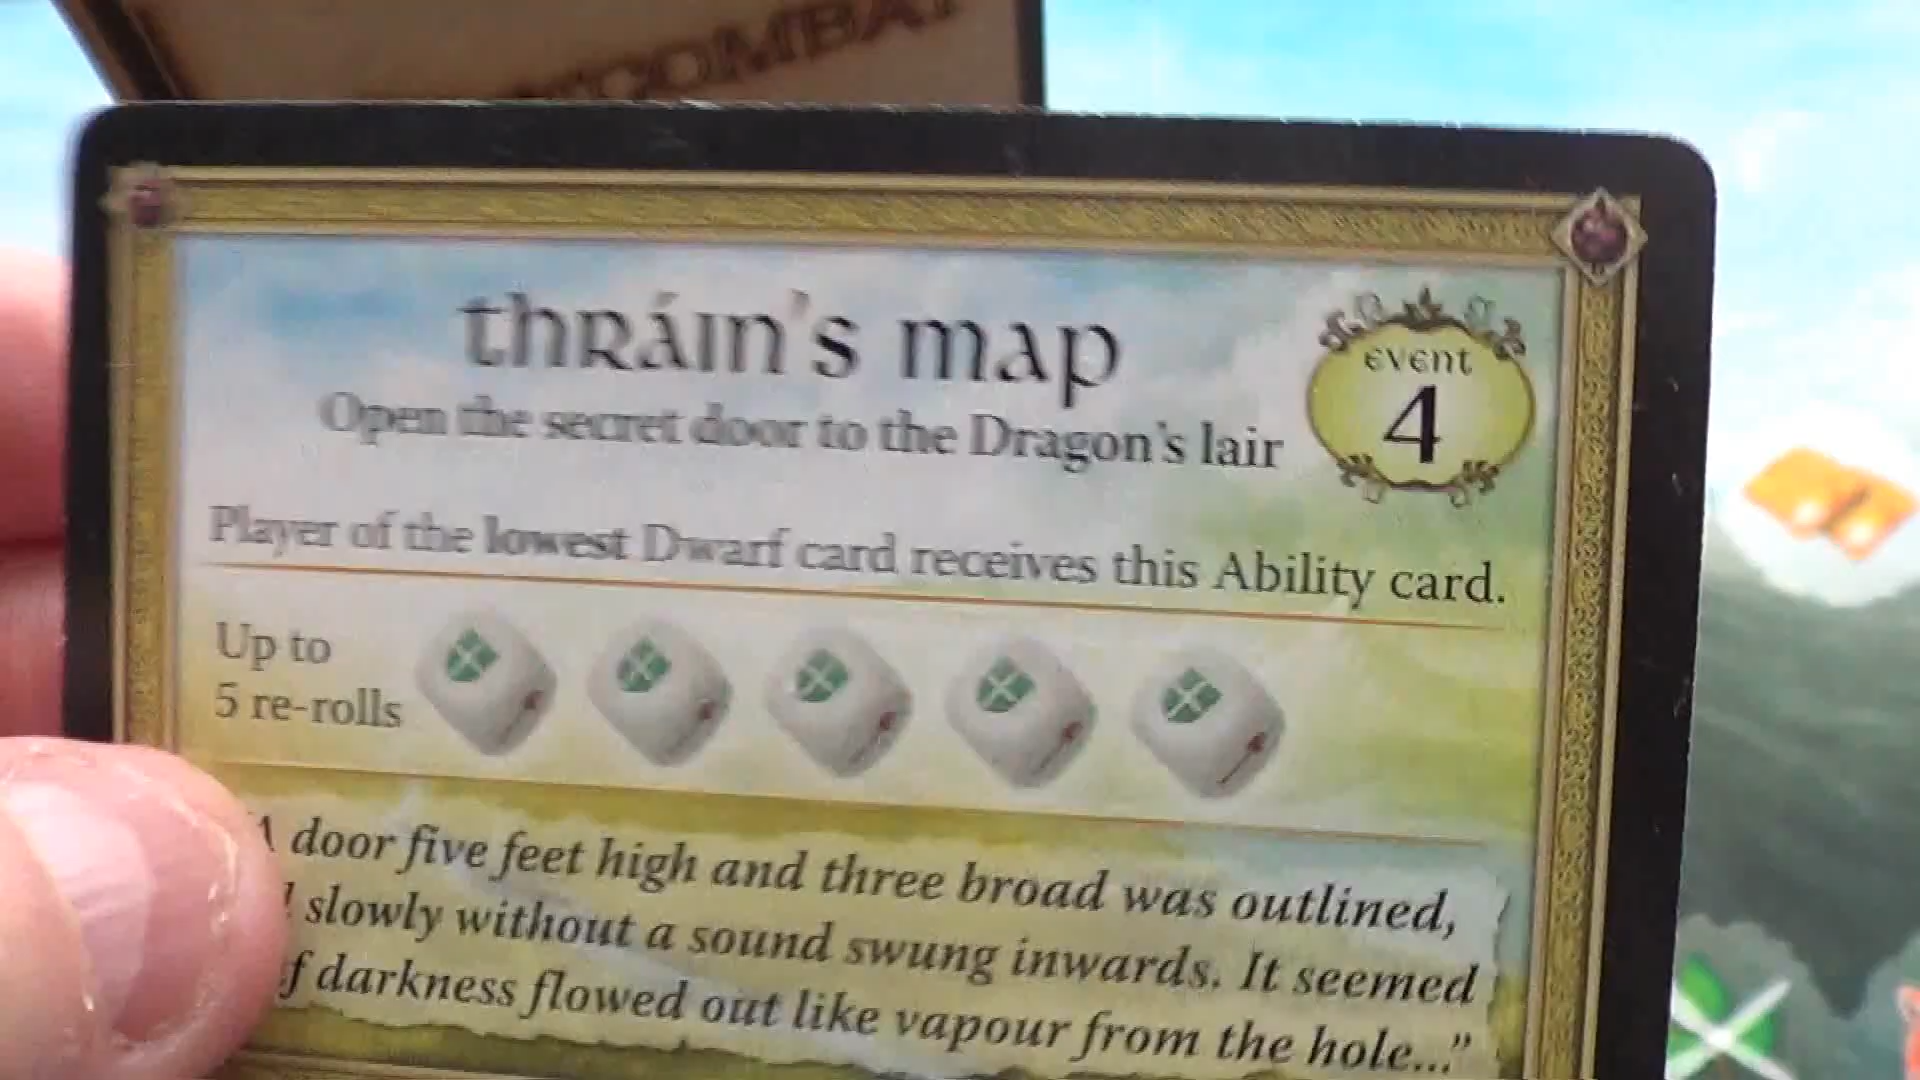 COMBAT
thráin's map
event
4
Open the secret door to the Dragon's lair
Player of the lowest Dwarf card receives this Ability card.
Up to
5 re-rolls
A door five feet high and three broad was outlined,
slowly without a sound swung inwards. It seemed
darkness flowed out like vapour from the hole..."